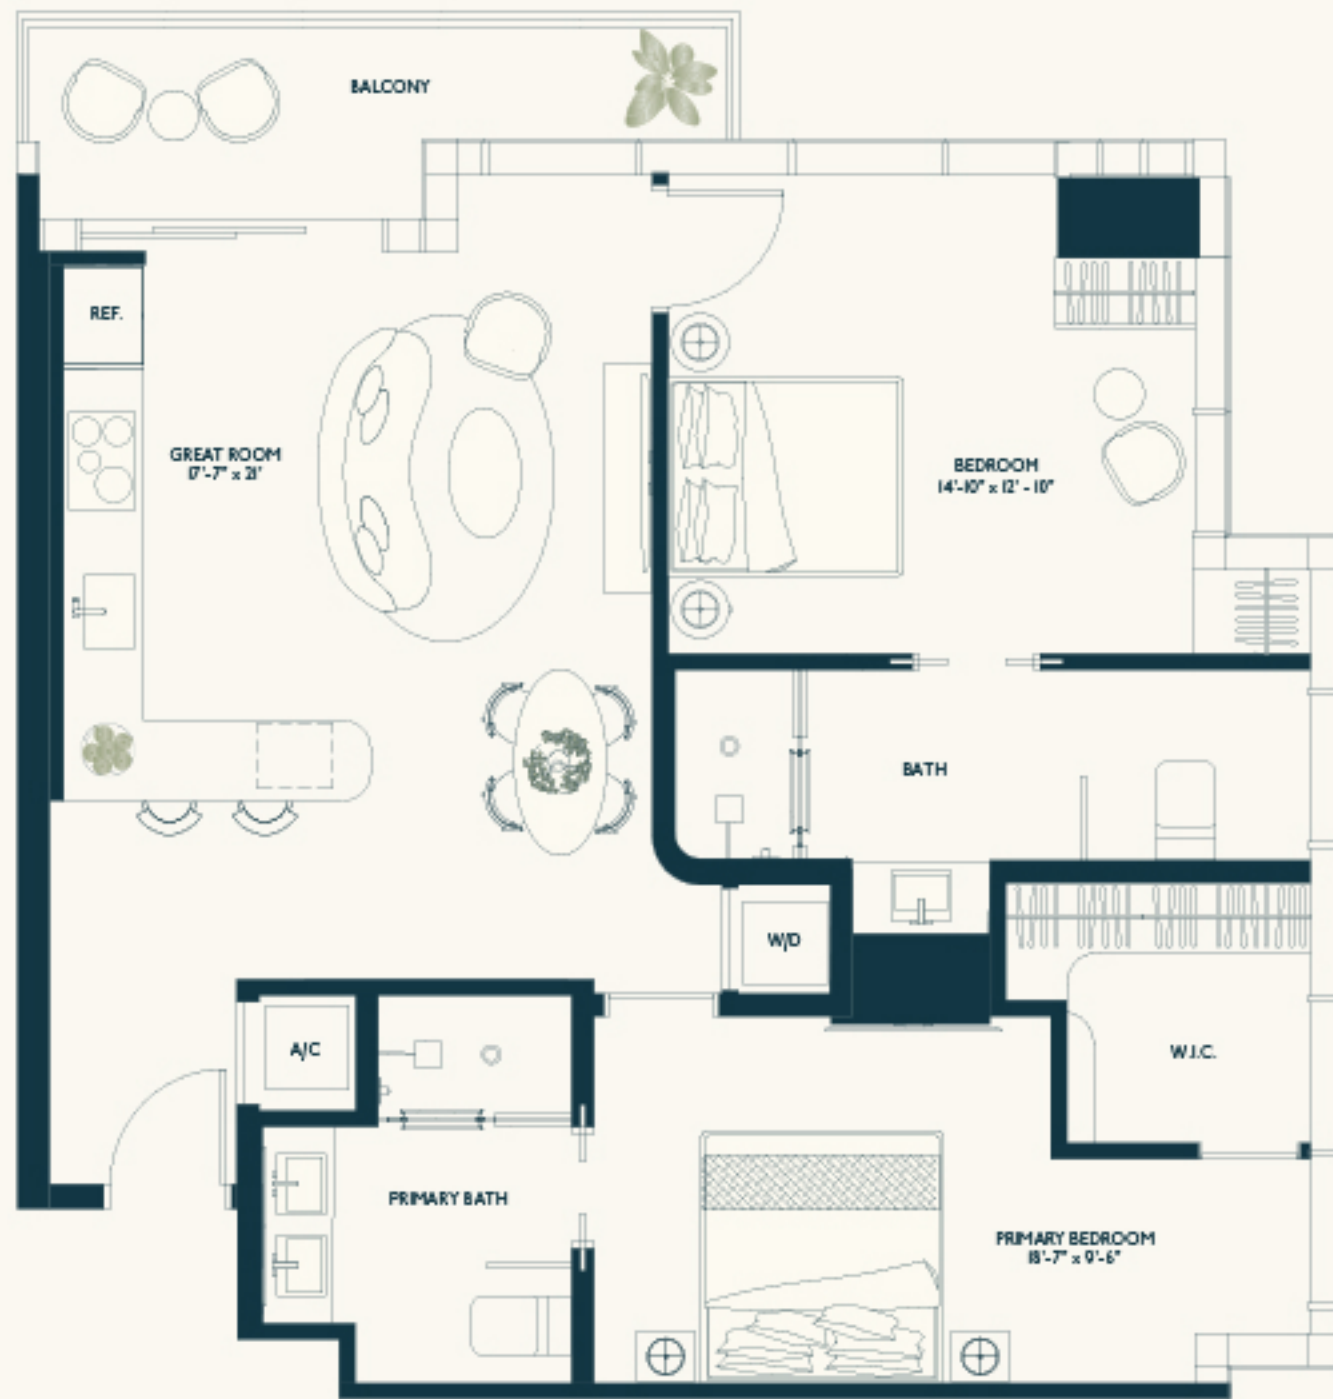 BALCONY
REF.
GREAT ROOM
17'-7" x 21'
BEDROOM
14'-10" x 12' - 10"
BATH
W/D
A/C
W.I.C.
PRIMARY BATH
PRIMARY BEDROOM
18'-7" x 9'-6"